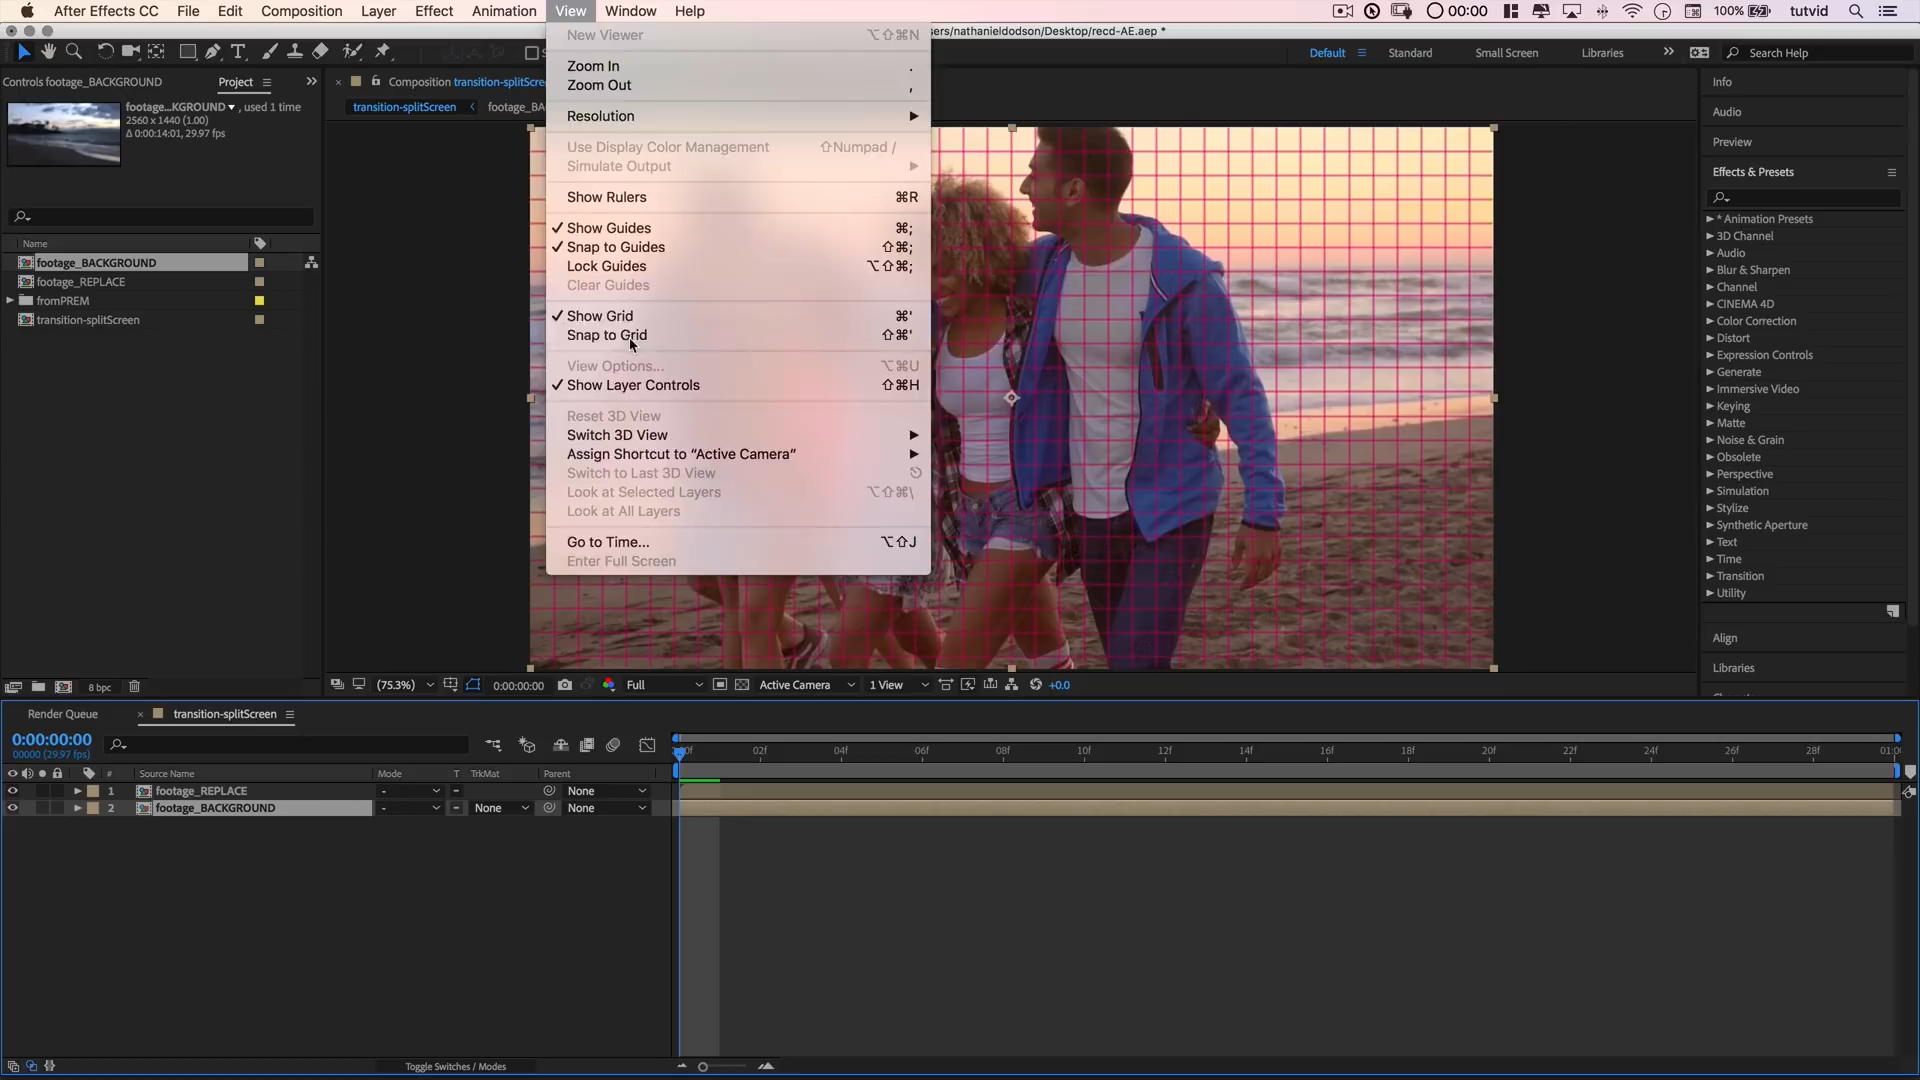 After Effects CC File Edit Composition Layer Effect Animation View Window Help 00:00 100% tutvid
sers/nathanieldodson/Desktop/recd-AE.aep *
Default Standard Small Screen Libraries Search Help
Controls footage_BACKGROUND Project
Composition transition-splitScre
transition-splitScreen footage_BA
footage...KGROUND , used 1 time
2560 x 1440 (1.00)
Δ 0:00:14:01, 29.97 fps
Name
footage_BACKGROUND
footage_REPLACE
fromPREM
transition-splitScreen
8 bpc
New Viewer ⌥⇧⌘N
Zoom In .
Zoom Out ,
Resolution
Use Display Color Management ⇧Numpad /
Simulate Output
Show Rulers ⌘R
✓ Show Guides ⌘;
✓ Snap to Guides ⇧⌘;
Lock Guides ⌥⇧⌘;
Clear Guides
✓ Show Grid ⌘'
Snap to Grid ⇧⌘'
View Options... ⌥⌘U
✓ Show Layer Controls ⇧⌘H
Reset 3D View
Switch 3D View
Assign Shortcut to “Active Camera”
Switch to Last 3D View
Look at Selected Layers ⌥⇧⌘\
Look at All Layers
Go to Time... ⌥⇧J
Enter Full Screen
Info
Audio
Preview
Effects & Presets
* Animation Presets
3D Channel
Audio
Blur & Sharpen
Channel
CINEMA 4D
Color Correction
Distort
Expression Controls
Generate
Immersive Video
Keying
Matte
Noise & Grain
Obsolete
Perspective
Simulation
Stylize
Synthetic Aperture
Text
Time
Transition
Utility
Align
Libraries
(75.3%) 0:00:00:00 Full Active Camera 1 View +0.0
Render Queue × transition-splitScreen
0:00:00:00
00000 (29.97 fps)
02f 04f 06f 08f 10f 12f 14f 16f 18f 20f 22f 24f 26f 28f
# Source Name Mode T TrkMat Parent
1 footage_REPLACE - None
2 footage_BACKGROUND - None None
Toggle Switches / Modes